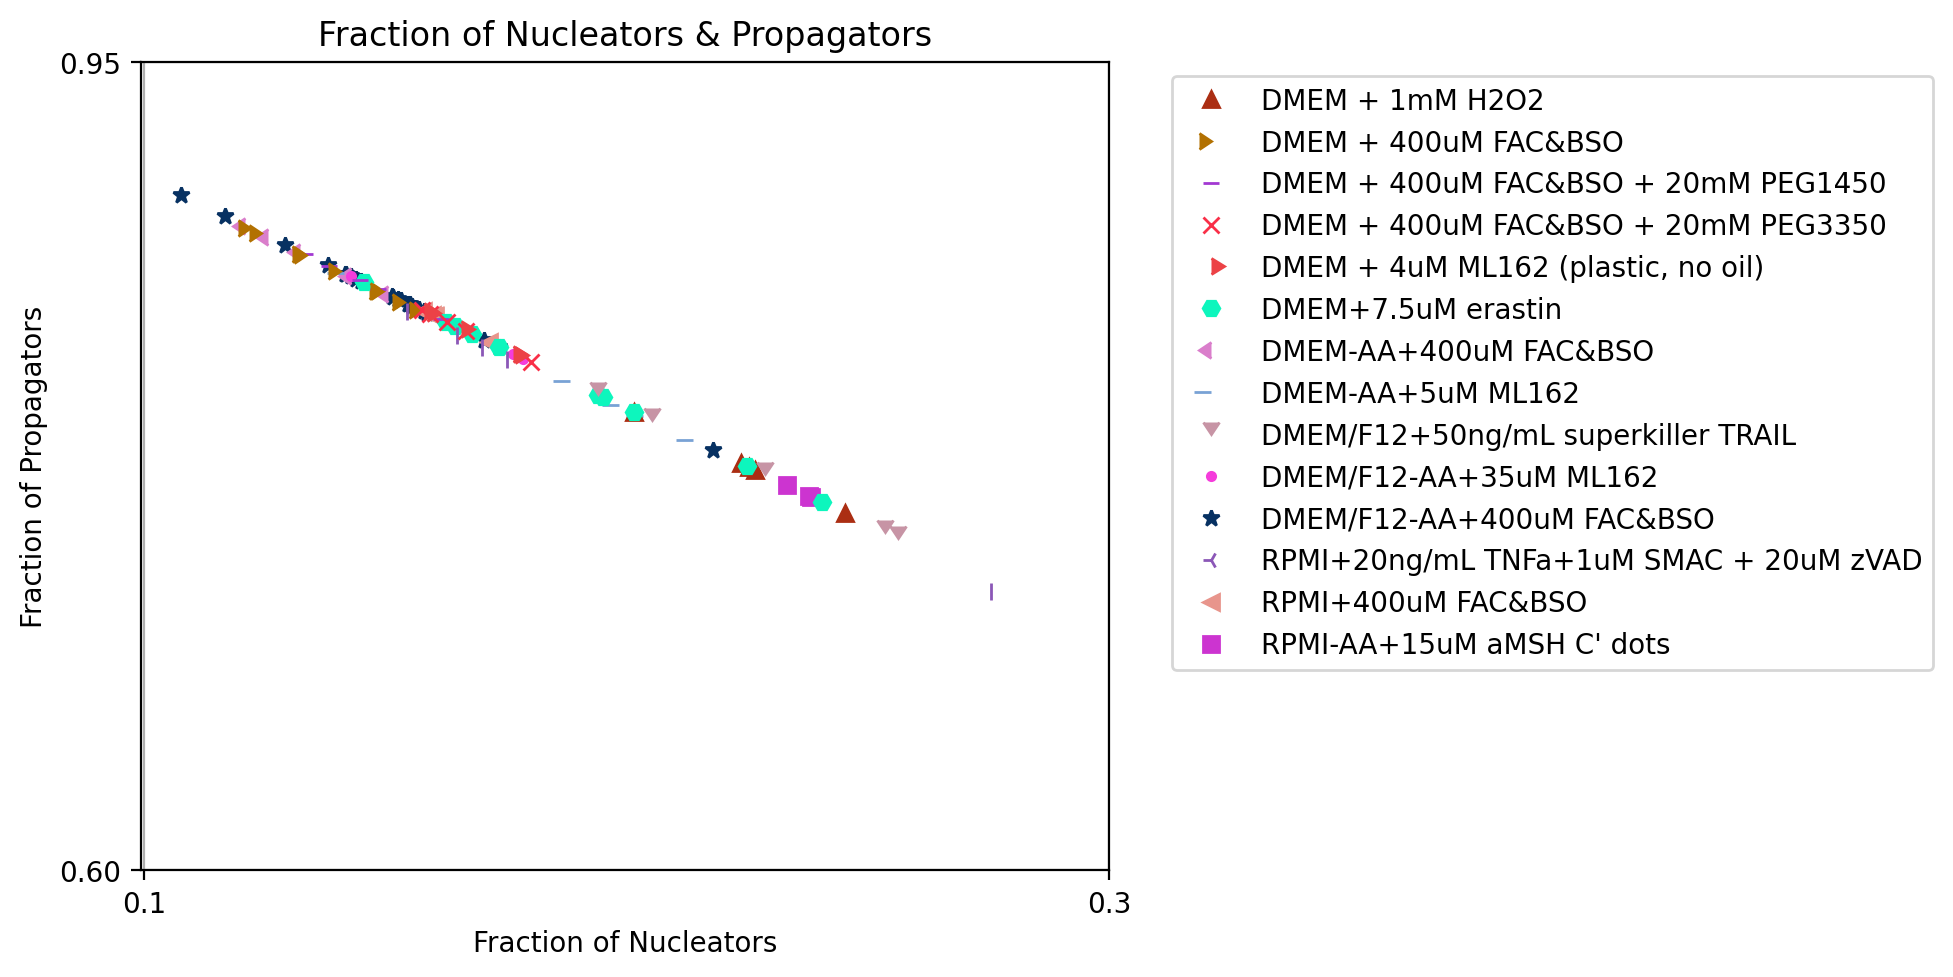 Fraction of Nucleators & Propagators
0.95
0.60
Fraction of Propagators
0.1
0.3
Fraction of Nucleators
DMEM + 1mM H2O2
DMEM + 400uM FAC&BSO
DMEM + 400uM FAC&BSO + 20mM PEG1450
DMEM + 400uM FAC&BSO + 20mM PEG3350
DMEM + 4uM ML162 (plastic, no oil)
DMEM+7.5uM erastin
DMEM-AA+400uM FAC&BSO
DMEM-AA+5uM ML162
DMEM/F12+50ng/mL superkiller TRAIL
DMEM/F12-AA+35uM ML162
DMEM/F12-AA+400uM FAC&BSO
RPMI+20ng/mL TNFa+1uM SMAC + 20uM zVAD
RPMI+400uM FAC&BSO
RPMI-AA+15uM aMSH C' dots